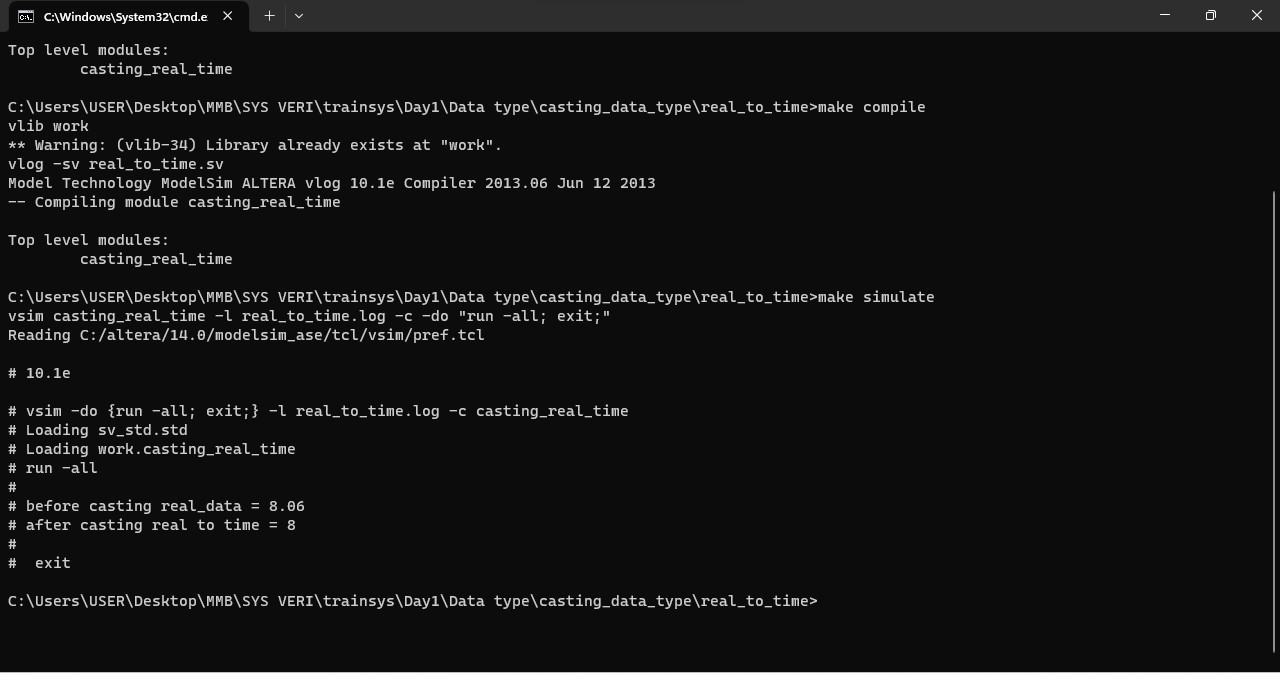 C:\Windows\System32\cmd.e
Top level modules:
casting_real_time
C:\Users\USER\Desktop\MMB\SYS VERI\trainsys\Day1\Data type\casting_data_type\real_to_time>make compile
vlib work
** Warning: (vlib-34) Library already exists at "work".
vlog -sv real_to_time.sv
Model Technology ModelSim ALTERA vlog 10.1e Compiler 2013.06 Jun 12 2013
-- Compiling module casting_real_time
Top level modules:
casting_real_time
C:\Users\USER\Desktop\MMB\SYS VERI\trainsys\Day1\Data type\casting_data_type\real_to_time>make simulate
vsim casting_real_time -l real_to_time.log -c -do "run -all; exit;"
Reading C:/altera/14.0/modelsim_ase/tcl/vsim/pref.tcl
# 10.1e
# vsim -do {run -all; exit;} -l real_to_time.log -c casting_real_time
# Loading sv_std.std
# Loading work.casting_real_time
# run -all
#
# before casting real_data = 8.06
# after casting real to time = 8
#
#  exit
C:\Users\USER\Desktop\MMB\SYS VERI\trainsys\Day1\Data type\casting_data_type\real_to_time>